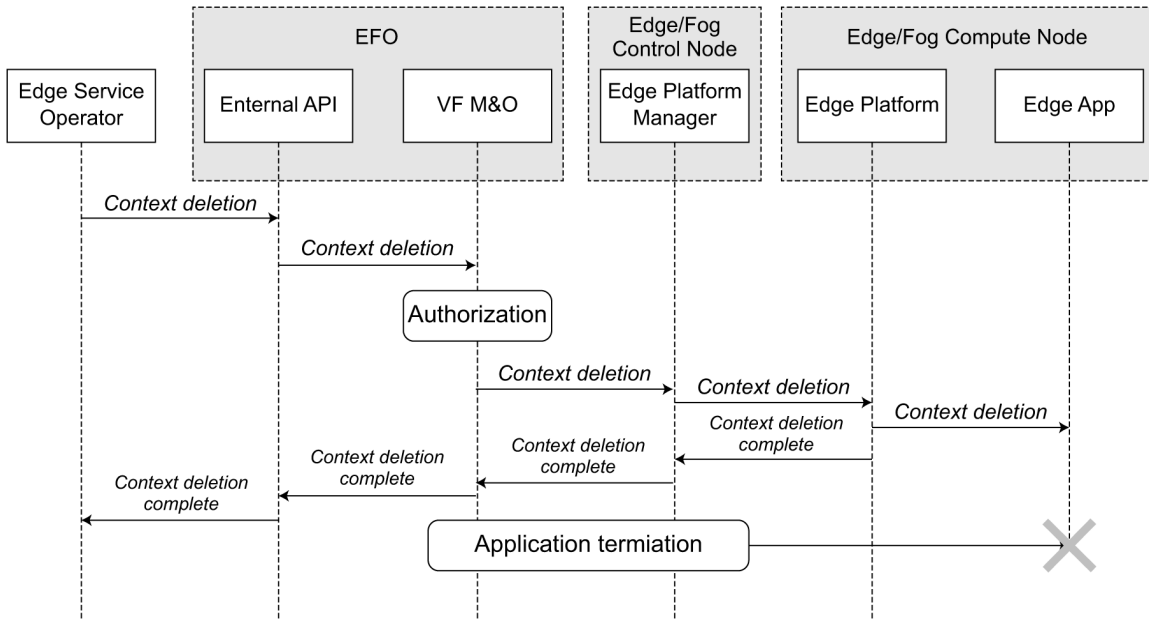 EFO
Edge/Fog
Control Node
Edge/Fog Compute Node
Edge Service
Operator
Enternal API
VF M&O
Edge Platform
Manager
Edge Platform
Edge App
Context deletion
Context deletion
Authorization
Context deletion
Context deletion
Context deletion
Context deletion
complete
Context deletion
complete
Context deletion
complete
Context deletion
complete
Application termiation